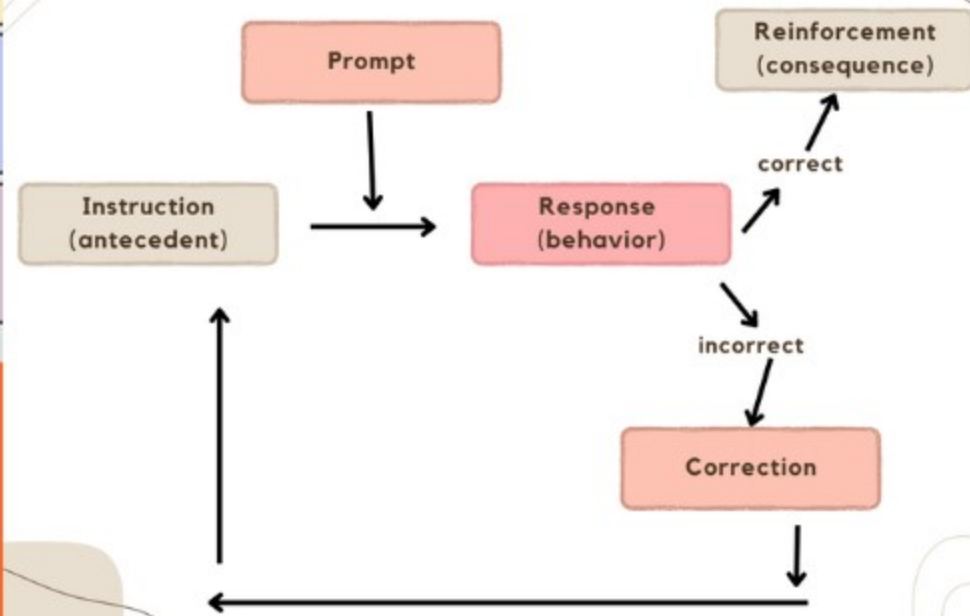 Prompt
Reinforcement
(consequence)
correct
Instruction
(antecedent)
Response
(behavior)
incorrect
Correction